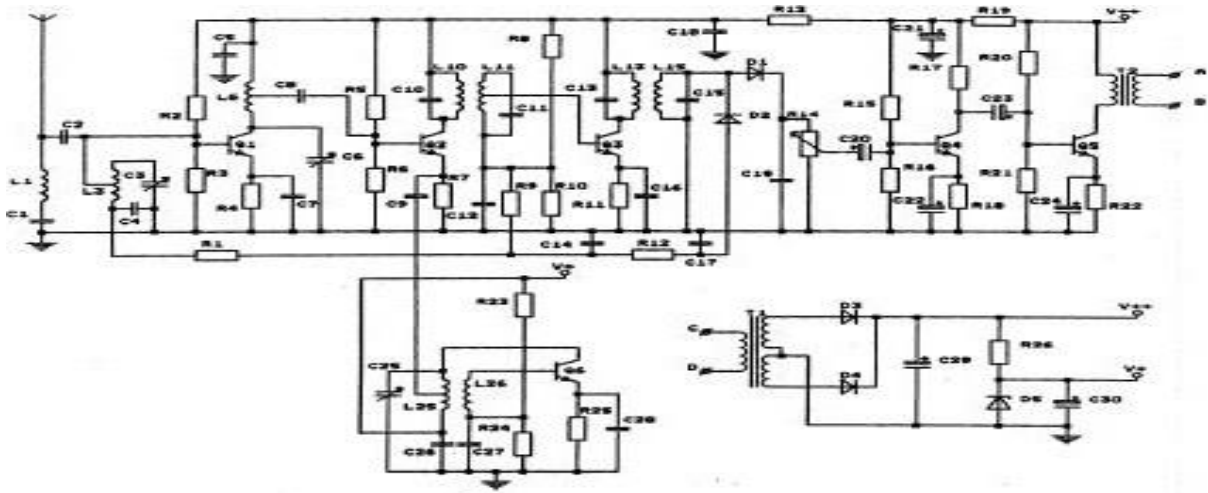 R13 R19 V++
C5 R8 C18 C21
L10 L11 L13 L15 D1 R17 R20 T2 A
R2 L6 C8 R5 C10 C11 C13 C15 D2 R14 R15 C23 B
C2 C20
Q1 C6 Q2 Q3 Q4 Q5
L1 L3 C3 R3 R6 R7 R9 R10 C16 C19 R16 R21
C1 C4 R4 C7 C9 C12 R11 C22 R18 C24 R22
R1 C14 R12 C17
V+
R23 D3 V++
C T1
C25 Q6 D C29 R26
L25 L26 D4 V+
R25 D5 C30
R24 C28
C26 C27